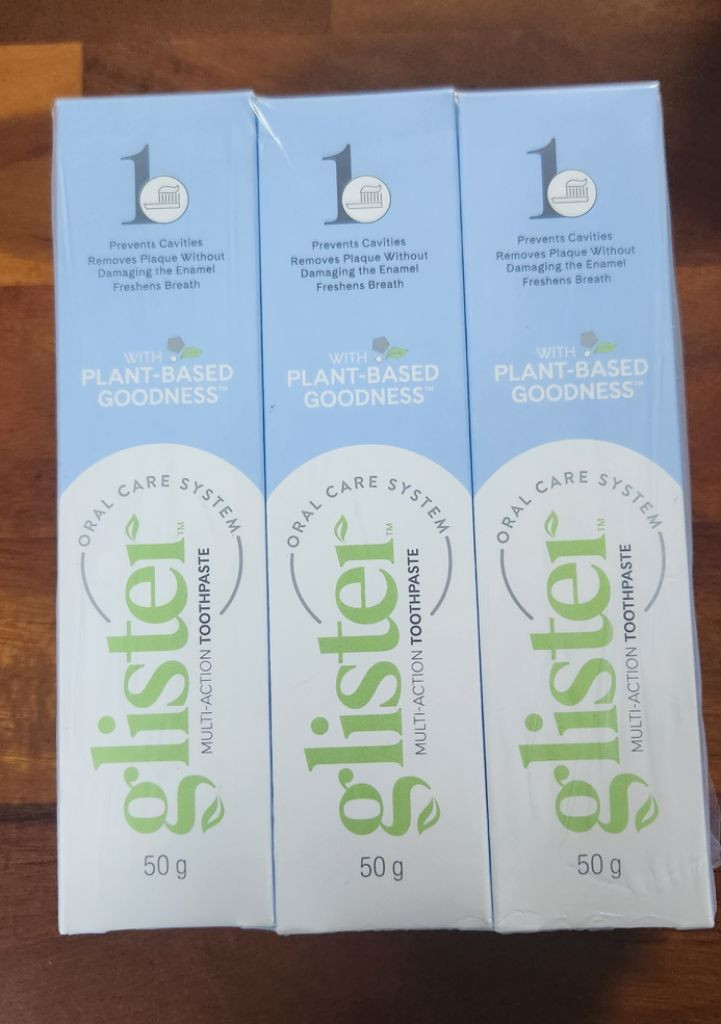 1
Prevents Cavities
Removes Plaque Without
Damaging the Enamel
Freshens Breath
WITH
PLANT-BASED
GOODNESS™
ORAL CARE SYSTEM
glister™
MULTI-ACTION TOOTHPASTE
50 g
1
Prevents Cavities
Removes Plaque Without
Damaging the Enamel
Freshens Breath
WITH
PLANT-BASED
GOODNESS™
ORAL CARE SYSTEM
glister™
MULTI-ACTION TOOTHPASTE
50 g
1
Prevents Cavities
Removes Plaque Without
Damaging the Enamel
Freshens Breath
WITH
PLANT-BASED
GOODNESS™
ORAL CARE SYSTEM
glister™
MULTI-ACTION TOOTHPASTE
50 g